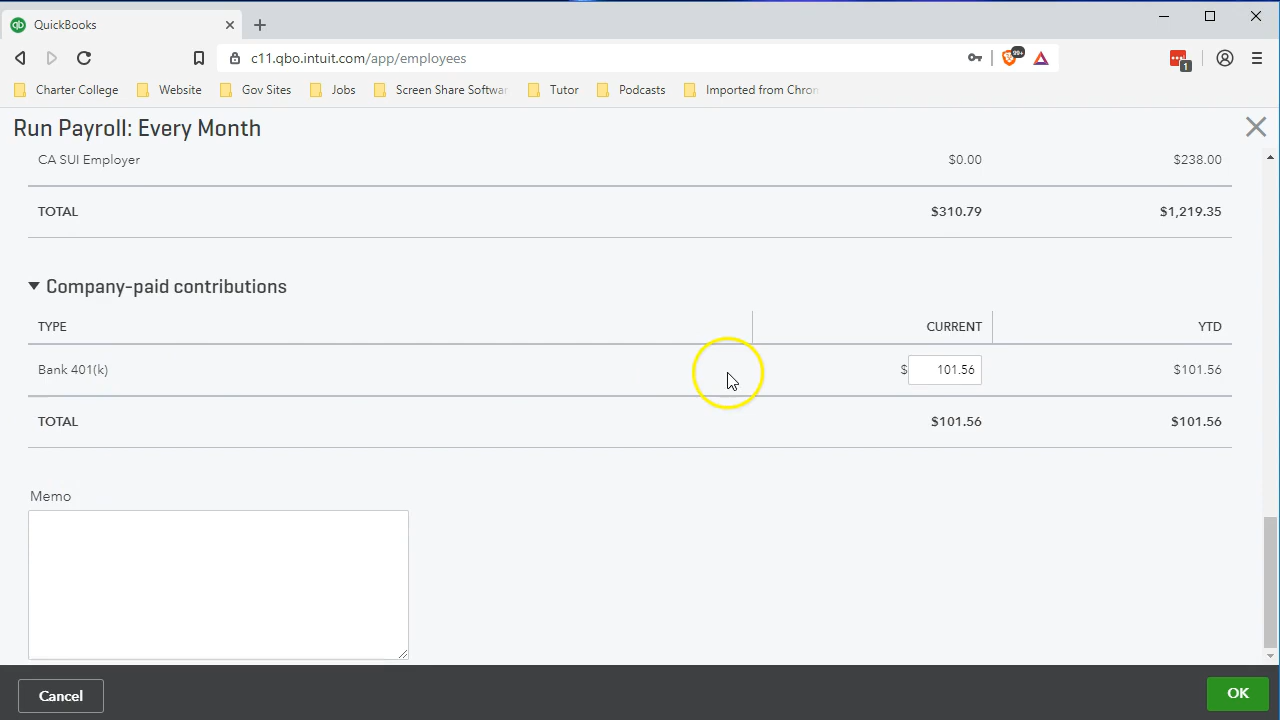 QuickBooks
c11.qbo.intuit.com/app/employees
99+
1
Charter College Website Gov Sites Jobs Screen Share Softwar Tutor Podcasts Imported from Chron
Run Payroll: Every Month
CA SUI Employer $0.00 $238.00
TOTAL $310.79 $1,219.35
Company-paid contributions
TYPE CURRENT YTD
Bank 401(k) $ 101.56 $101.56
TOTAL $101.56 $101.56
Memo
Cancel OK